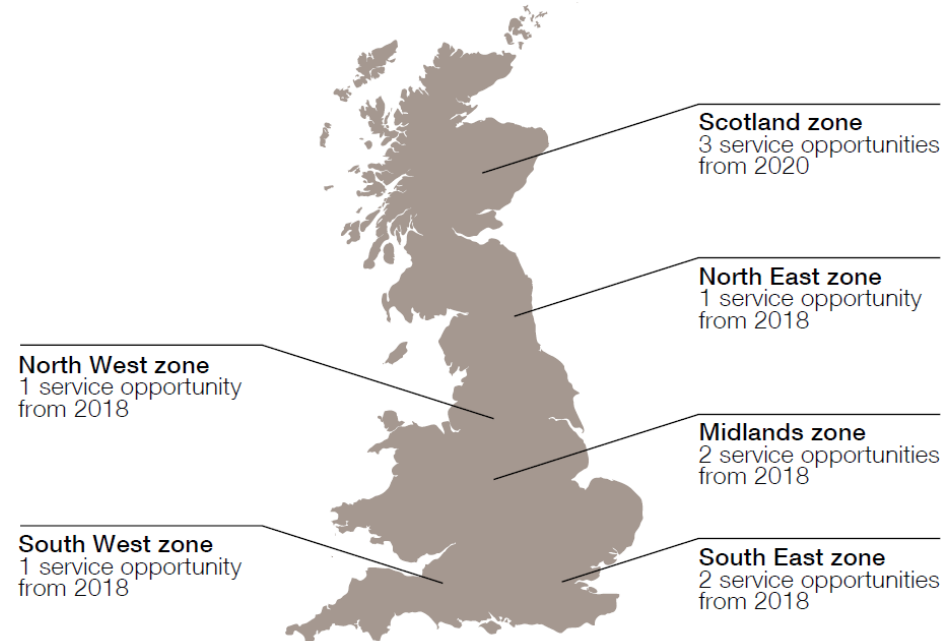 Scotland zone
3 service opportunities
from 2020
North East zone
1 service opportunity
from 2018
North West zone
1 service opportunity
from 2018
Midlands zone
2 service opportunities
from 2018
South West zone
1 service opportunity
from 2018
South East zone
2 service opportunities
from 2018